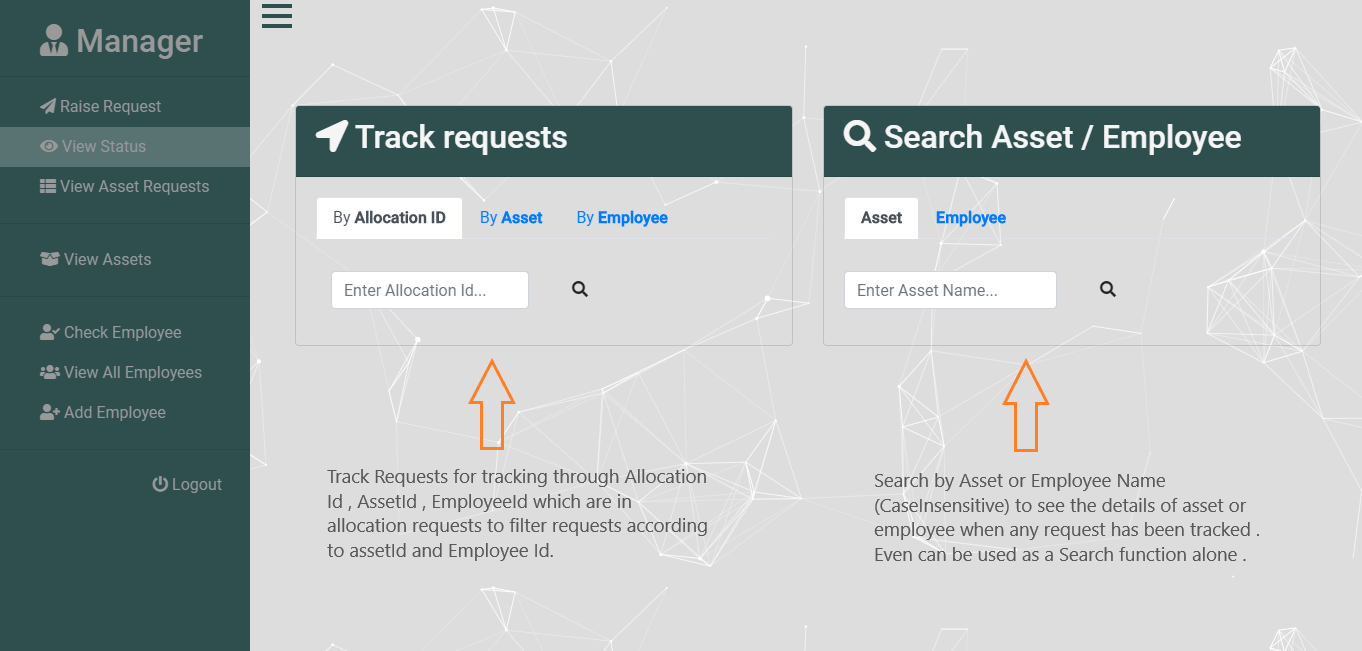 Manager
Raise Request
View Status
View Asset Requests
View Assets
Check Employee
View All Employees
Add Employee
Logout
Track requests
By Allocation ID By Asset By Employee
Enter Allocation Id...
Track Requests for tracking through Allocation
Id , AssetId , EmployeeId which are in
allocation requests to filter requests according
to assetId and Employee Id.
Search Asset / Employee
Asset Employee
Enter Asset Name...
Search by Asset or Employee Name
(CaseInsensitive) to see the details of asset or
employee when any request has been tracked .
Even can be used as a Search function alone .